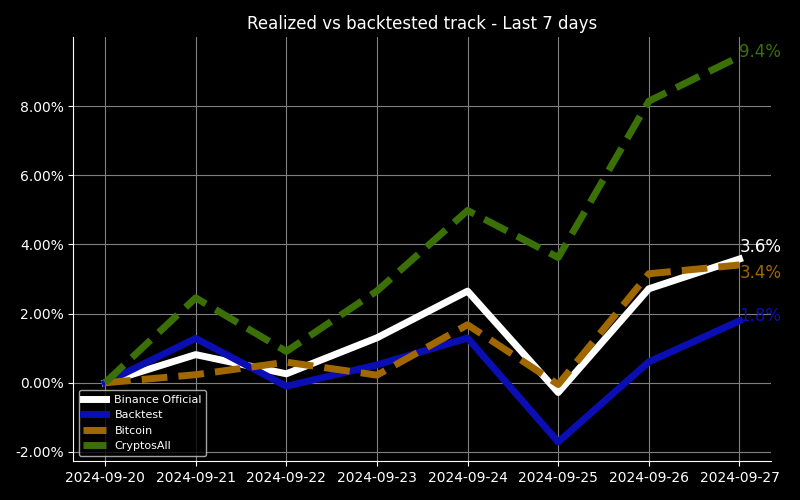 Realized vs backtested track - Last 7 days
9.4%
8.00%
6.00%
4.00%
3.6%
3.4%
2.00%
1.8%
0.00%
Binance Official
Backtest
Bitcoin
CryptosAll
-2.00%
2024-09-20 2024-09-21 2024-09-22 2024-09-23 2024-09-24 2024-09-25 2024-09-26 2024-09-27